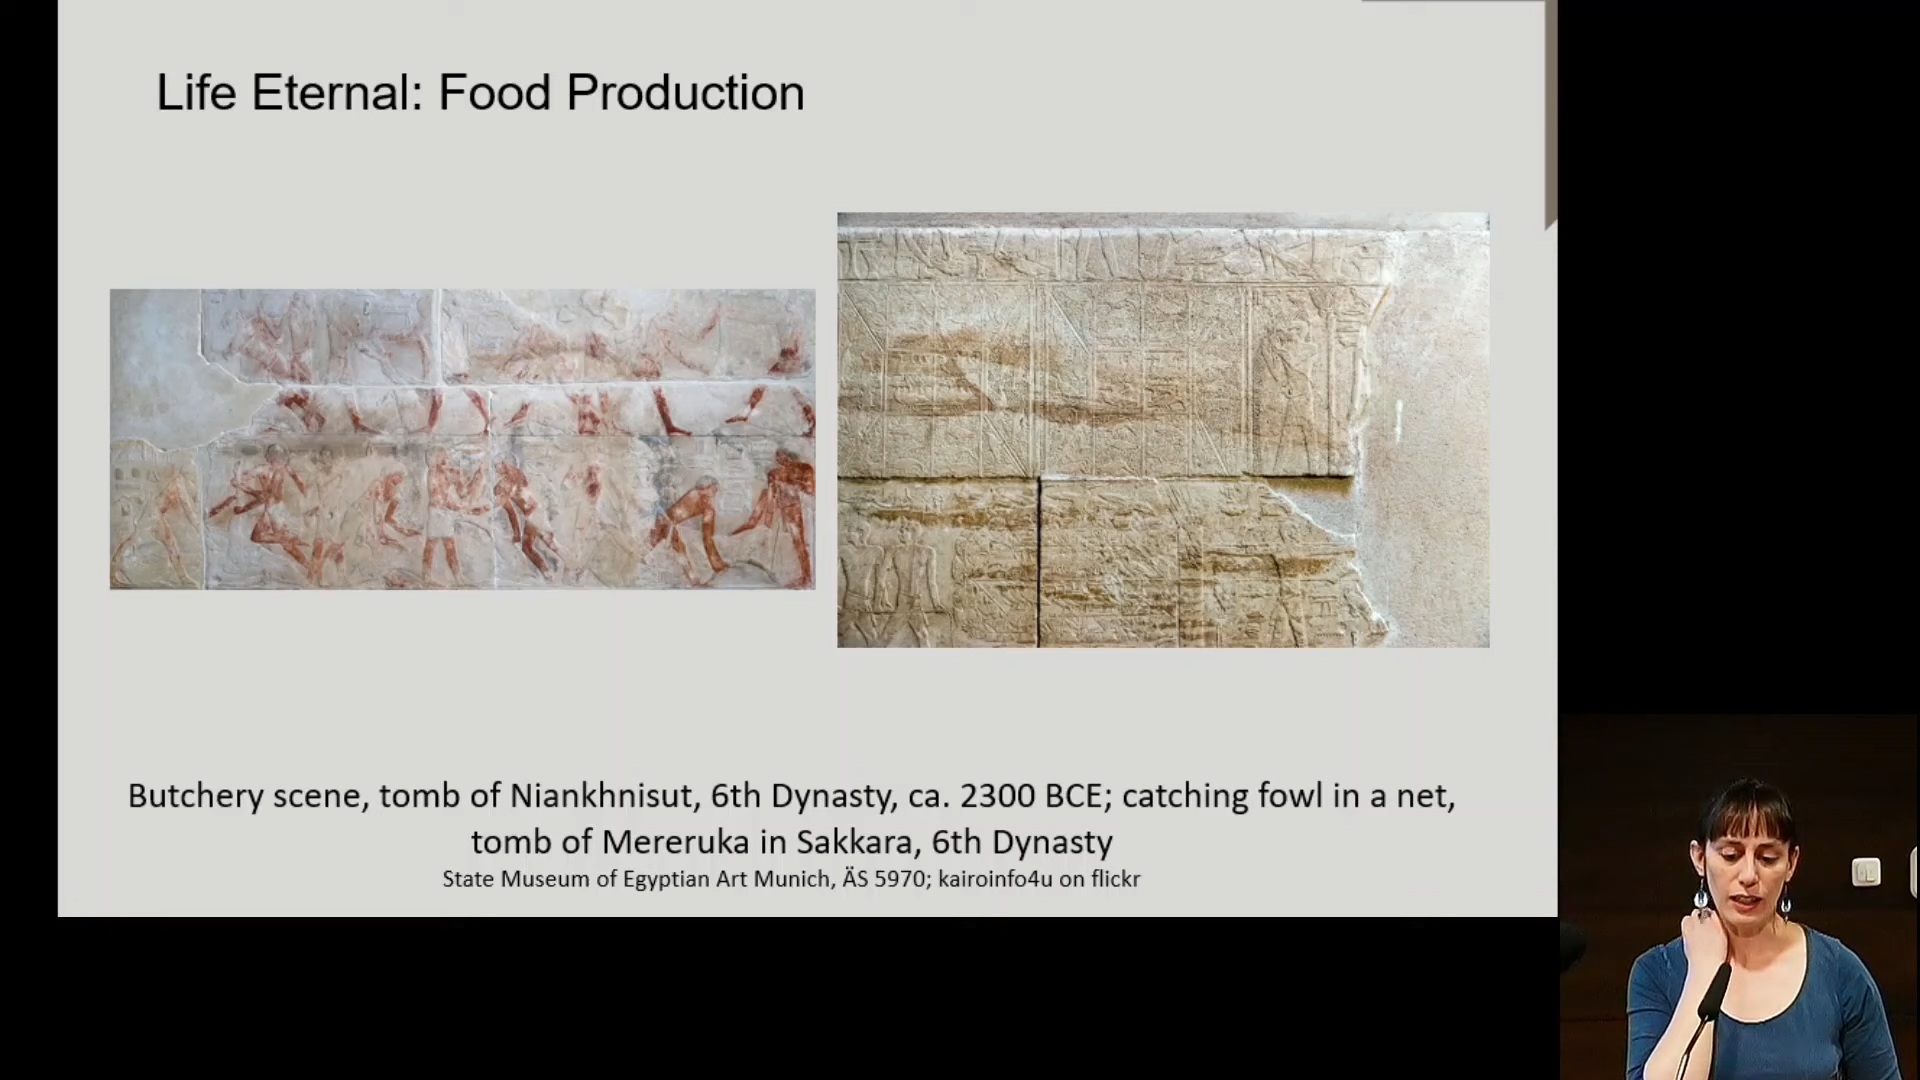 Life Eternal: Food Production
Butchery scene, tomb of Niankhnisut, 6th Dynasty, ca. 2300 BCE; catching fowl in a net,
tomb of Mereruka in Sakkara, 6th Dynasty
State Museum of Egyptian Art Munich, ÄS 5970; kairoinfo4u on flickr